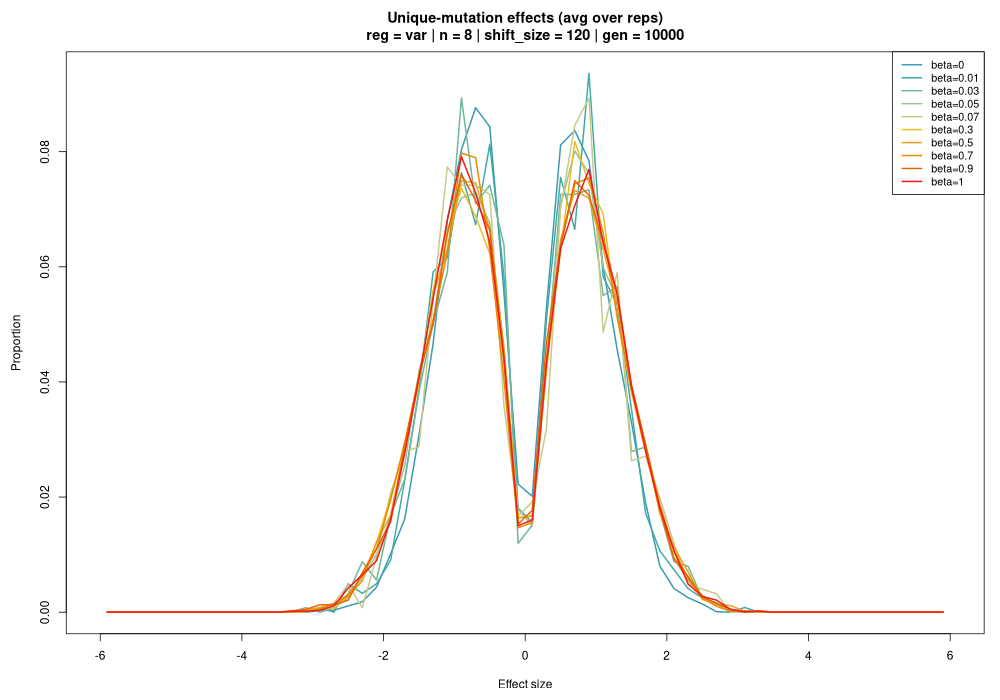 Unique-mutation effects (avg over reps)
reg = var | n = 8 | shift_size = 120 | gen = 10000
beta=0
beta=0.01
beta=0.03
beta=0.05
beta=0.07
beta=0.3
beta=0.5
beta=0.7
beta=0.9
beta=1
Proportion
0.08
0.06
0.04
0.02
0.00
-6
-4
-2
0
2
4
6
Effect size